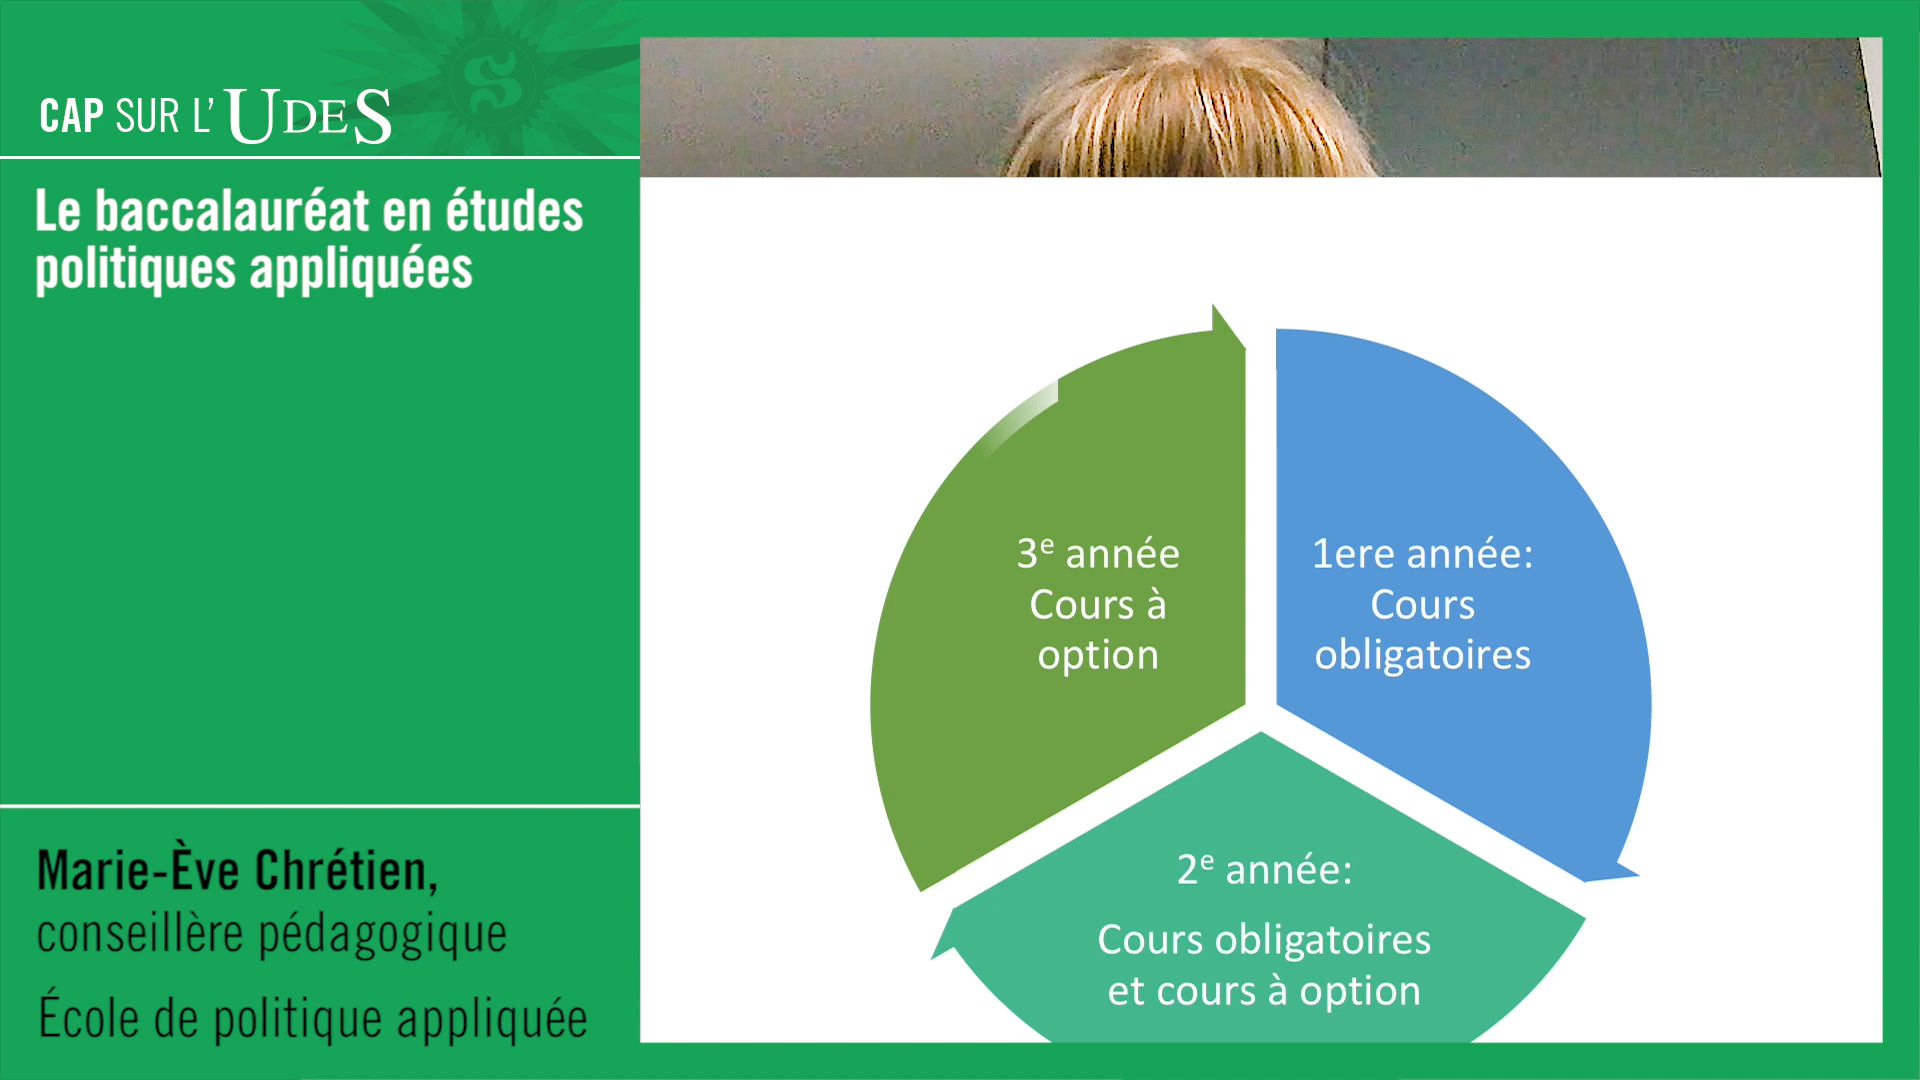 CAP SUR L'UDES
Le baccalauréat en études
politiques appliquées
Marie-Ève Chrétien,
conseillère pédagogique
École de politique appliquée
3e année
Cours à
option
1ere année:
Cours
obligatoires
2e année:
Cours obligatoires
et cours à option